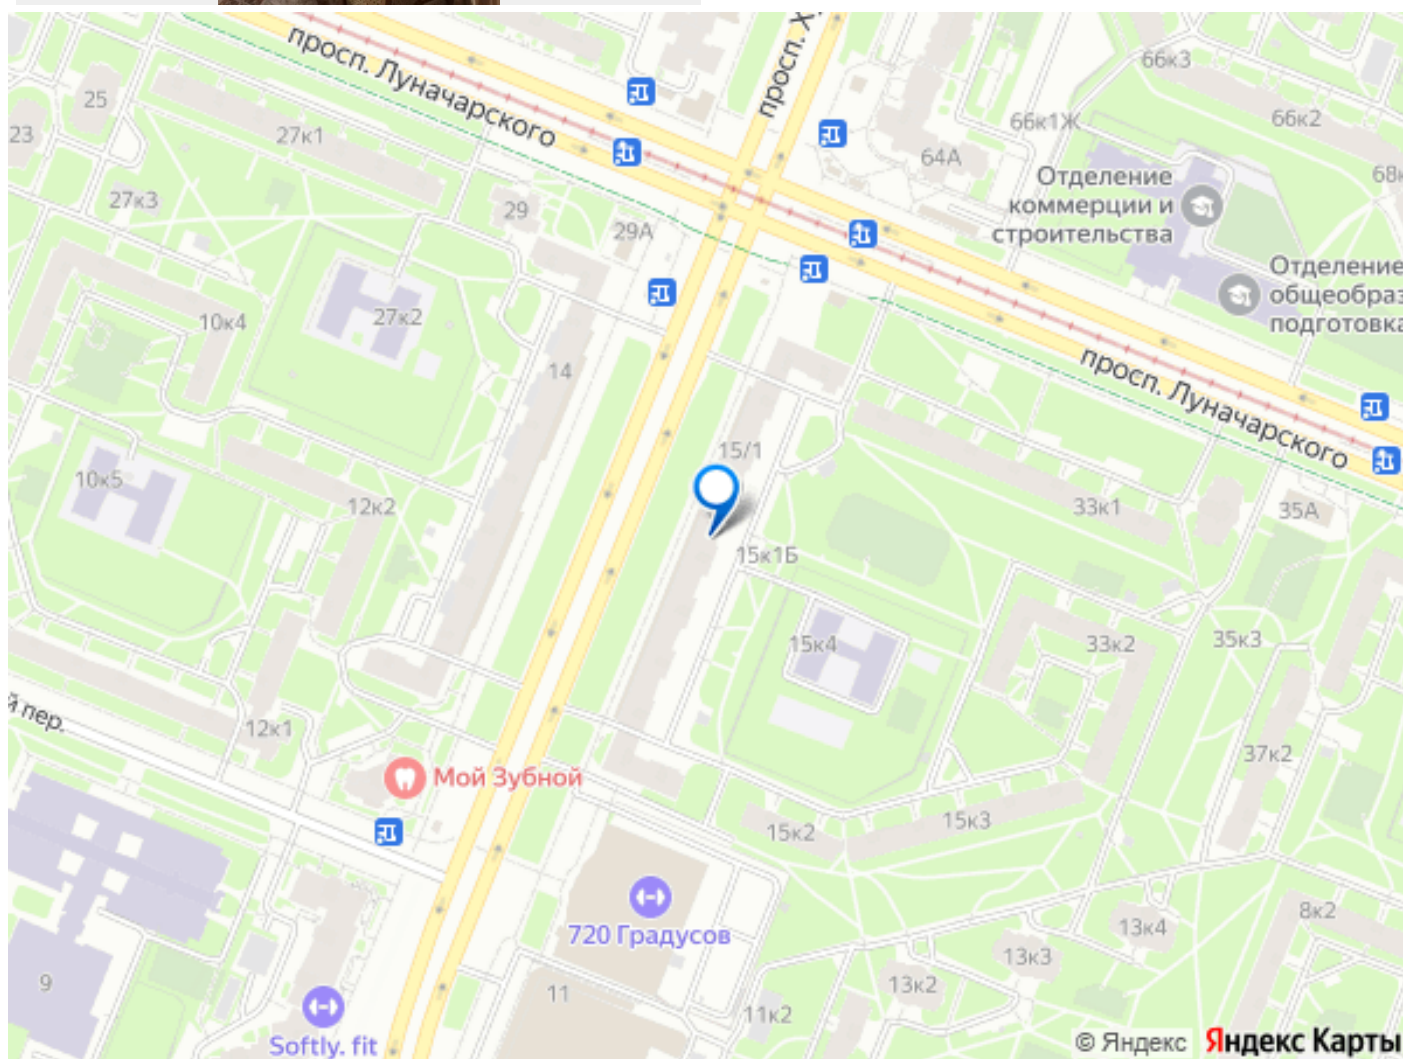 просп. Луначарского
просп. Х
66к3
25
23
27к1
66к1Ж
66к2
64А
68к
Отделение
коммерции и
строительства
27к3
29
29А
Отделение
общеобраз
подготовка
10к4
27к2
14
просп. Луначарского
15/1
10к5
12к2
33к1
35А
15к1Б
15к4
33к2
35к3
й пер.
12к1
37к2
Мой Зубной
15к2
15к3
720 Градусов
8к2
13к4
13к3
9
11
13к2
11к2
Softly. fit
© Яндекс Яндекс Карты